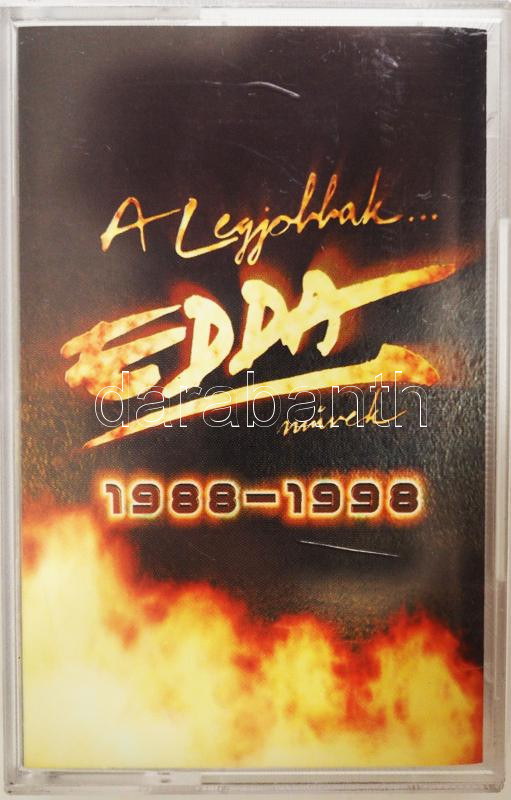 A Legjobbak...
EDDA
darabanth
művek
1988-1998